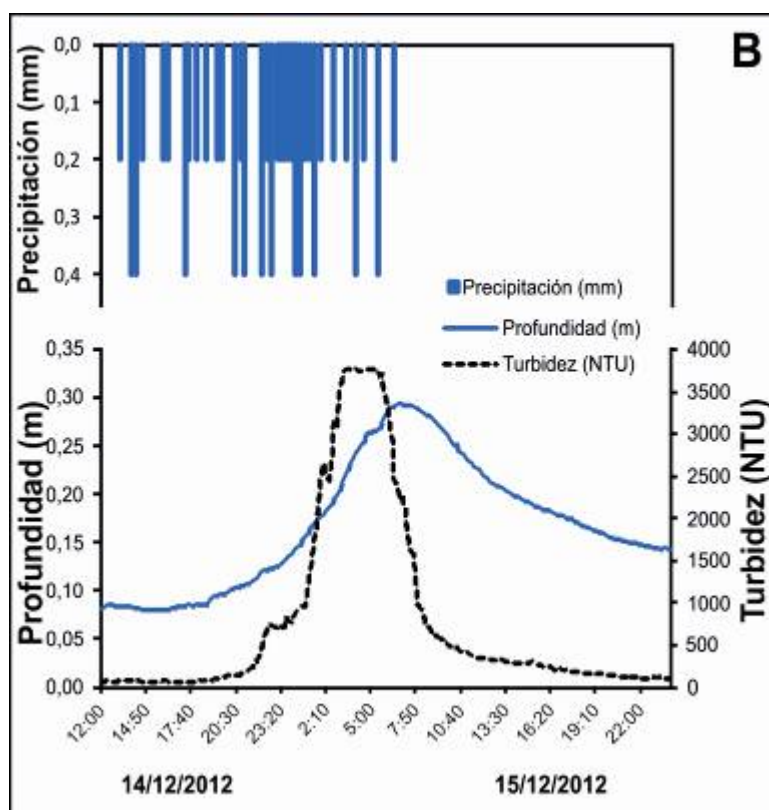 B
Precipitación (mm)
0,0
0,1
0,2
0,3
0,4
Precipitación (mm)
Profundidad (m)
Turbidez (NTU)
Profundidad (m)
0,35
0,30
0,25
0,20
0,15
0,10
0,05
0,00
4000
3500
3000
2500
2000
1500
1000
500
0
Turbidez (NTU)
12:00 14:50 17:40 20:30 23:20 2:10 5:00 7:50 10:40 13:30 16:20 19:10 22:00
14/12/2012 15/12/2012